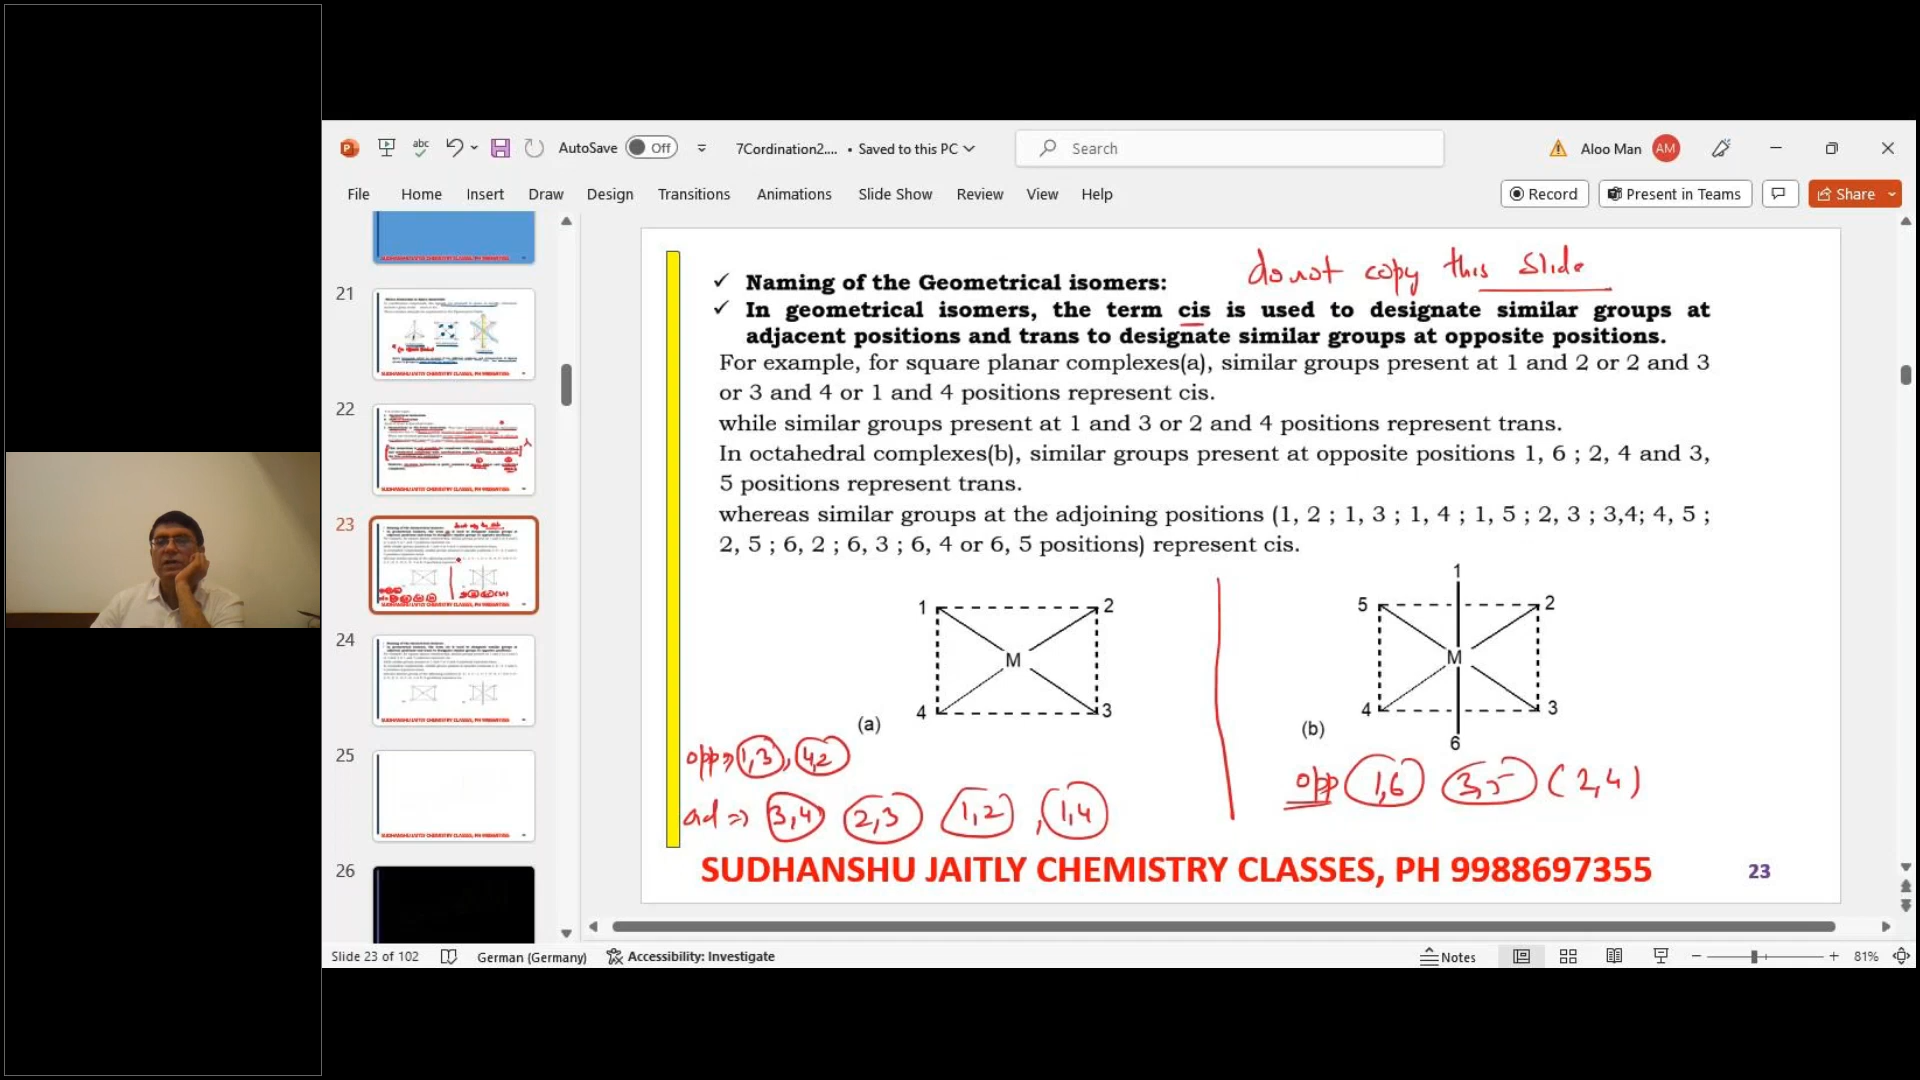 abc
AutoSave
Off
7Cordination2.... • Saved to this PC
Search
Aloo Man
AM
File
Home
Insert
Draw
Design
Transitions
Animations
Slide Show
Review
View
Help
Record
Present in Teams
Share
21
22
23
24
25
26
SUDHANSHU JAITLY CHEMISTRY CLASSES, PH 9988697355
do not copy this slide
✓ Naming of the Geometrical isomers:
✓ In geometrical isomers, the term cis is used to designate similar groups at
adjacent positions and trans to designate similar groups at opposite positions.
For example, for square planar complexes(a), similar groups present at 1 and 2 or 2 and 3
or 3 and 4 or 1 and 4 positions represent cis.
while similar groups present at 1 and 3 or 2 and 4 positions represent trans.
In octahedral complexes(b), similar groups present at opposite positions 1, 6 ; 2, 4 and 3,
5 positions represent trans.
whereas similar groups at the adjoining positions (1, 2 ; 1, 3 ; 1, 4 ; 1, 5 ; 2, 3 ; 3,4; 4, 5 ;
2, 5 ; 6, 2 ; 6, 3 ; 6, 4 or 6, 5 positions) represent cis.
1 2
M
4 3
(a)
1
5 2
M
4 3
6
(b)
opp⇒ 1,3 , 4,2
ad ⇒ 3,4 2,3 1,2 , 1,4
opp 1,6 3,5 (2,4)
SUDHANSHU JAITLY CHEMISTRY CLASSES, PH 9988697355
23
Slide 23 of 102
German (Germany)
Accessibility: Investigate
Notes
81%